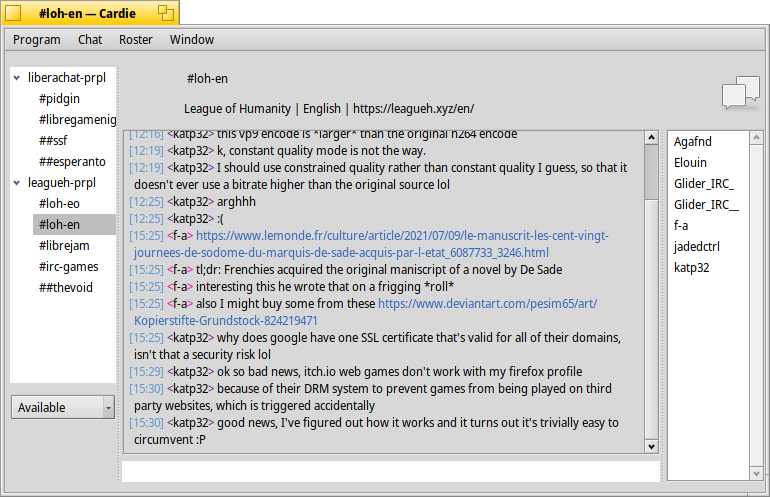 #loh-en — Cardie
Program Chat Roster Window
liberachat-prpl
#pidgin
#libregamenig
##ssf
##esperanto
leagueh-prpl
#loh-eo
#loh-en
#librejam
#irc-games
##thevoid
Available
#loh-en
League of Humanity | English | https://leagueh.xyz/en/
[12:16] <katp32> this vp9 encode is *larger* than the original h264 encode
[12:19] <katp32> k, constant quality mode is not the way.
[12:19] <katp32> I should use constrained quality rather than constant quality I guess, so that it
doesn't ever use a bitrate higher than the original source lol
[12:25] <katp32> arghhh
[12:25] <katp32> :(
[15:25] <f-a> https://www.lemonde.fr/culture/article/2021/07/09/le-manuscrit-les-cent-vingt-
journees-de-sodome-du-marquis-de-sade-acquis-par-l-etat_6087733_3246.html
[15:25] <f-a> tl;dr: Frenchies acquired the original maniscript of a novel by De Sade
[15:25] <f-a> interesting this he wrote that on a frigging *roll*
[15:25] <f-a> also I might buy some from these https://www.deviantart.com/pesim65/art/
Kopierstifte-Grundstock-824219471
[15:25] <katp32> why does google have one SSL certificate that's valid for all of their domains,
isn't that a security risk lol
[15:29] <katp32> ok so bad news, itch.io web games don't work with my firefox profile
[15:30] <katp32> because of their DRM system to prevent games from being played on third
party websites, which is triggered accidentally
[15:30] <katp32> good news, I've figured out how it works and it turns out it's trivially easy to
circumvent :P
Agafnd
Elouin
Glider_IRC_
Glider_IRC__
f-a
jadedctrl
katp32